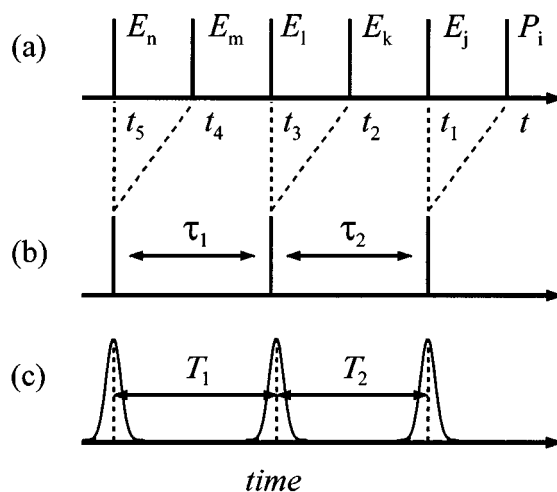 (a) Eₙ Eₘ Eₗ Eₖ Eⱼ Pᵢ
t₅ t₄ t₃ t₂ t₁ t
(b) τ₁ τ₂
(c) T₁ T₂
time